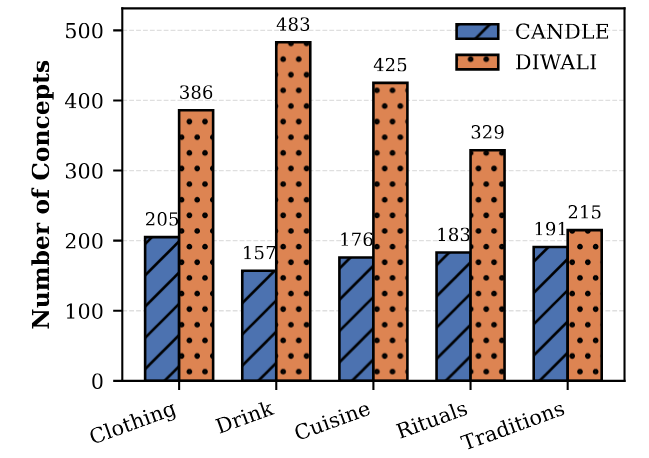 CANDLE
DIWALI
Number of Concepts
500
400
300
200
100
0
205
386
157
483
176
425
183
329
191
215
Clothing
Drink
Cuisine
Rituals
Traditions